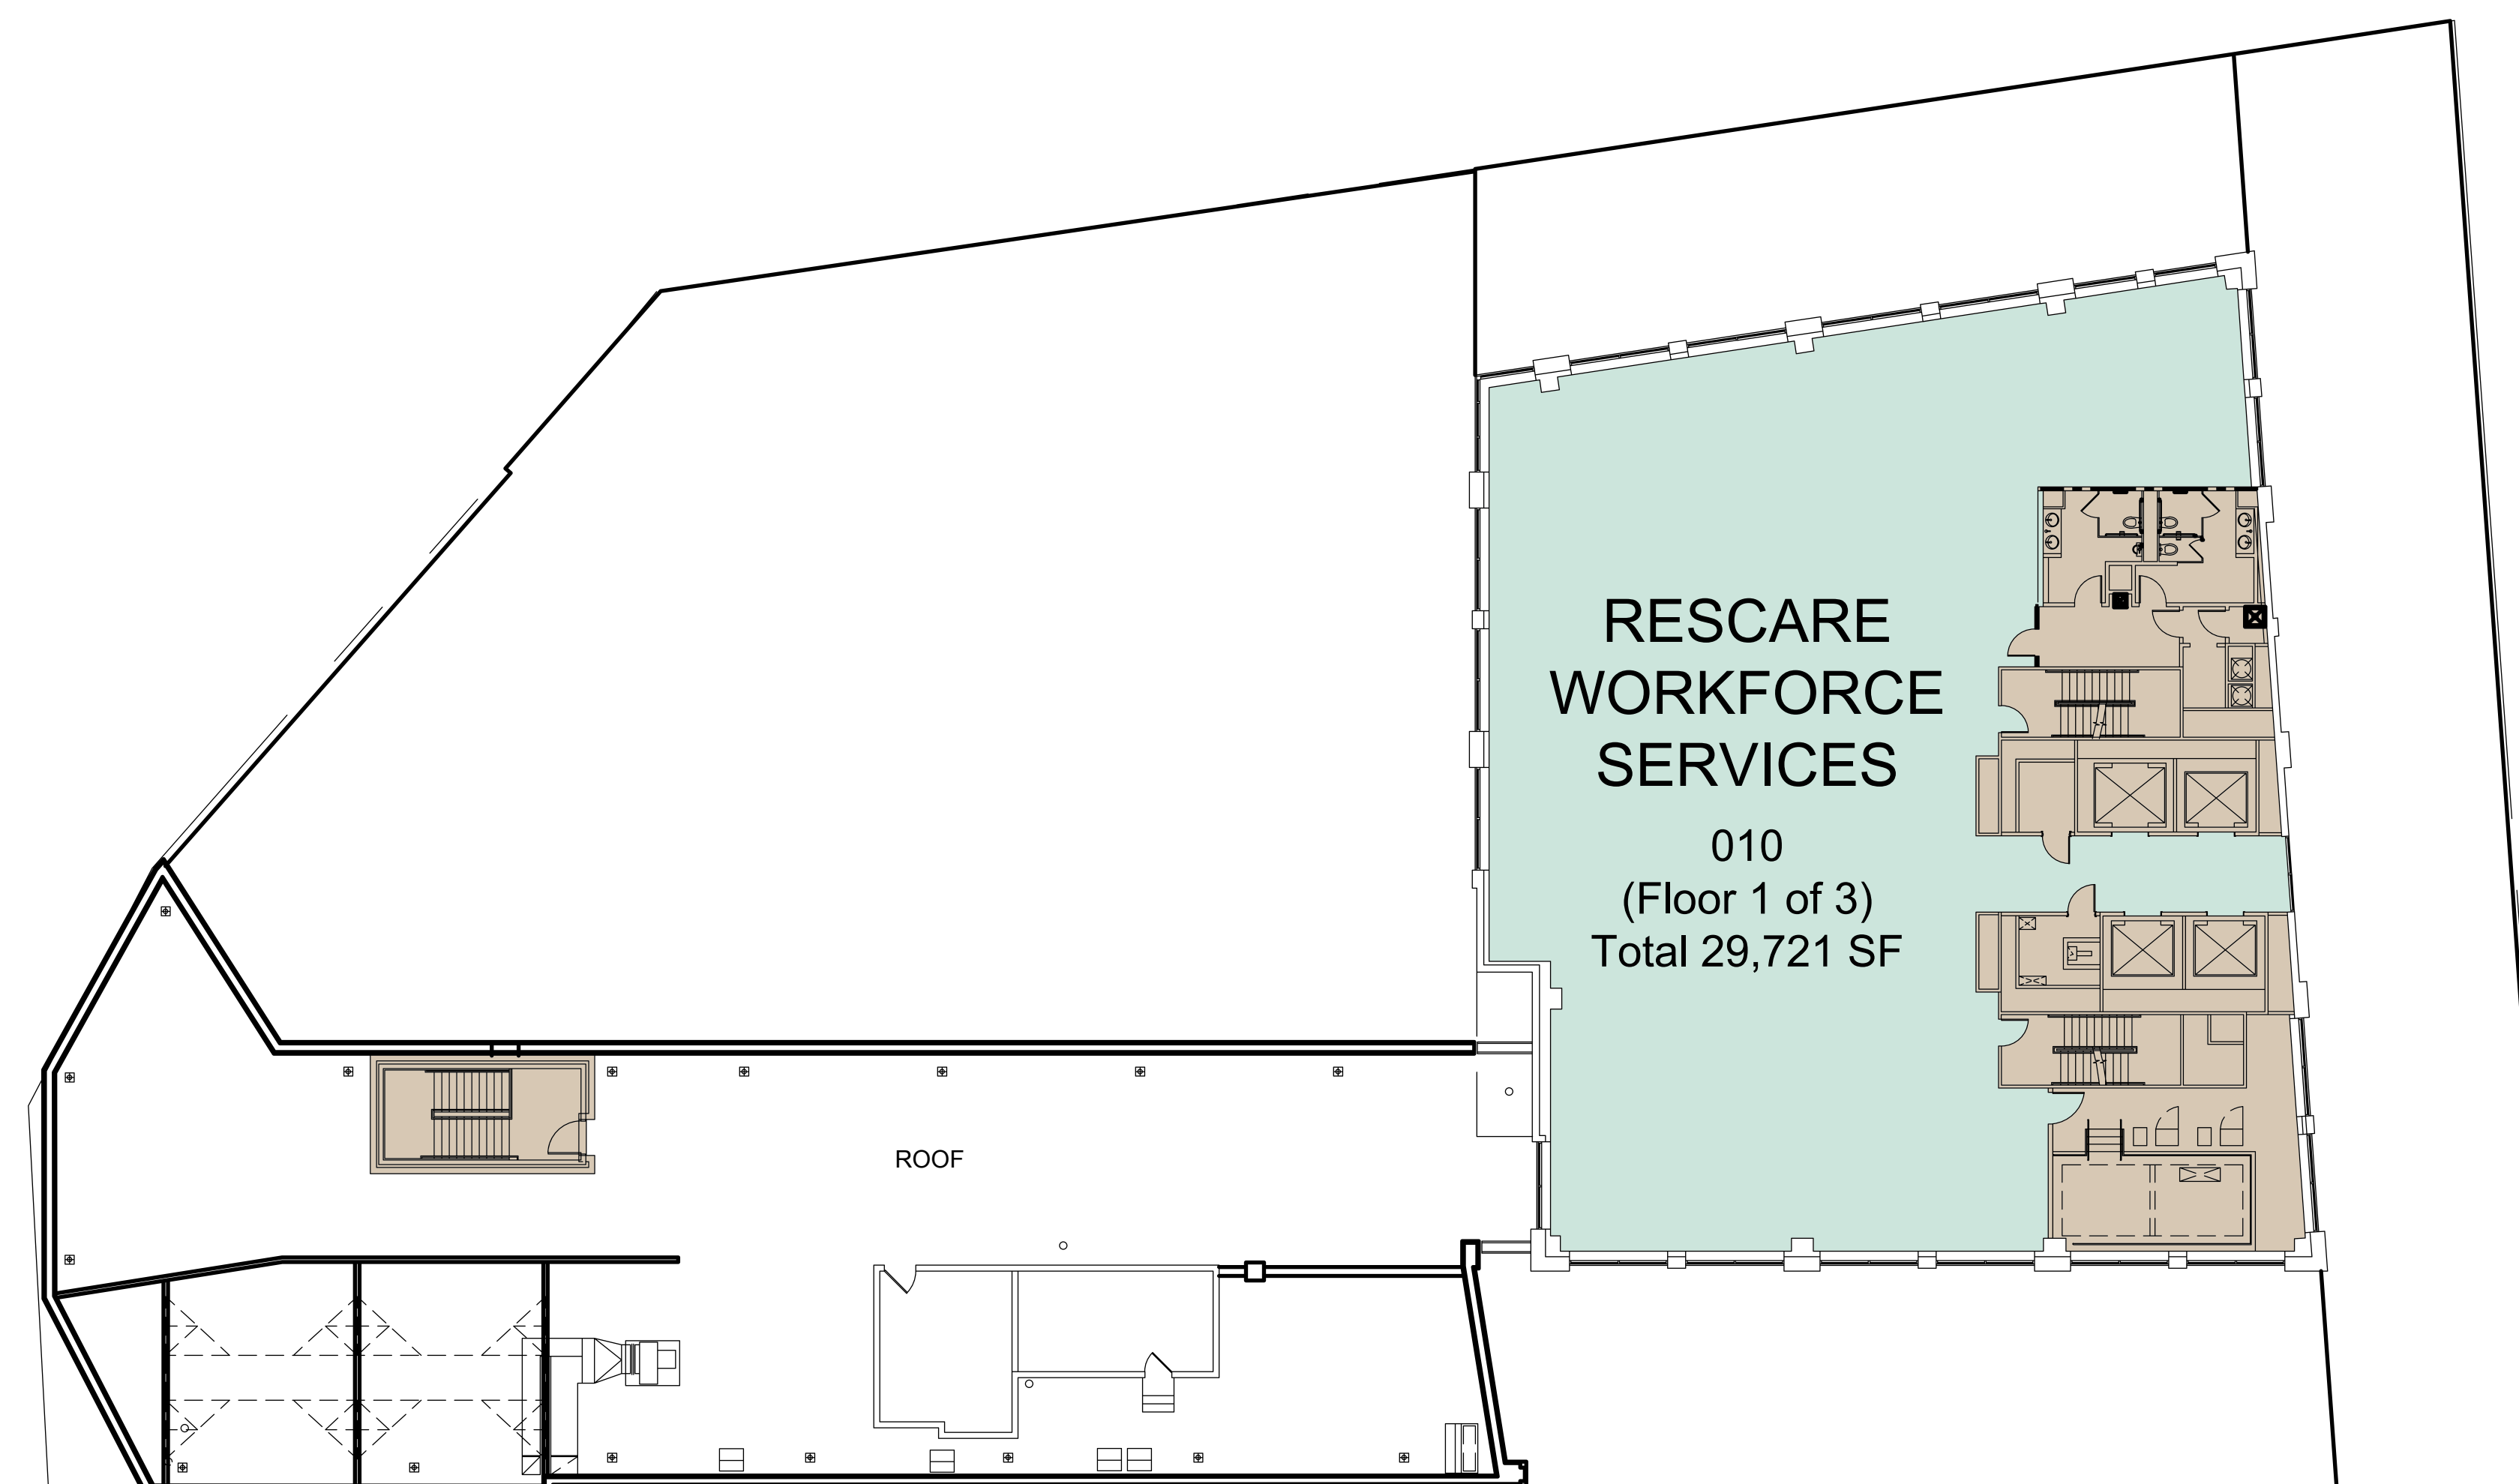 RESCARE
WORKFORCE
SERVICES
010
(Floor 1 of 3)
Total 29,721 SF
ROOF